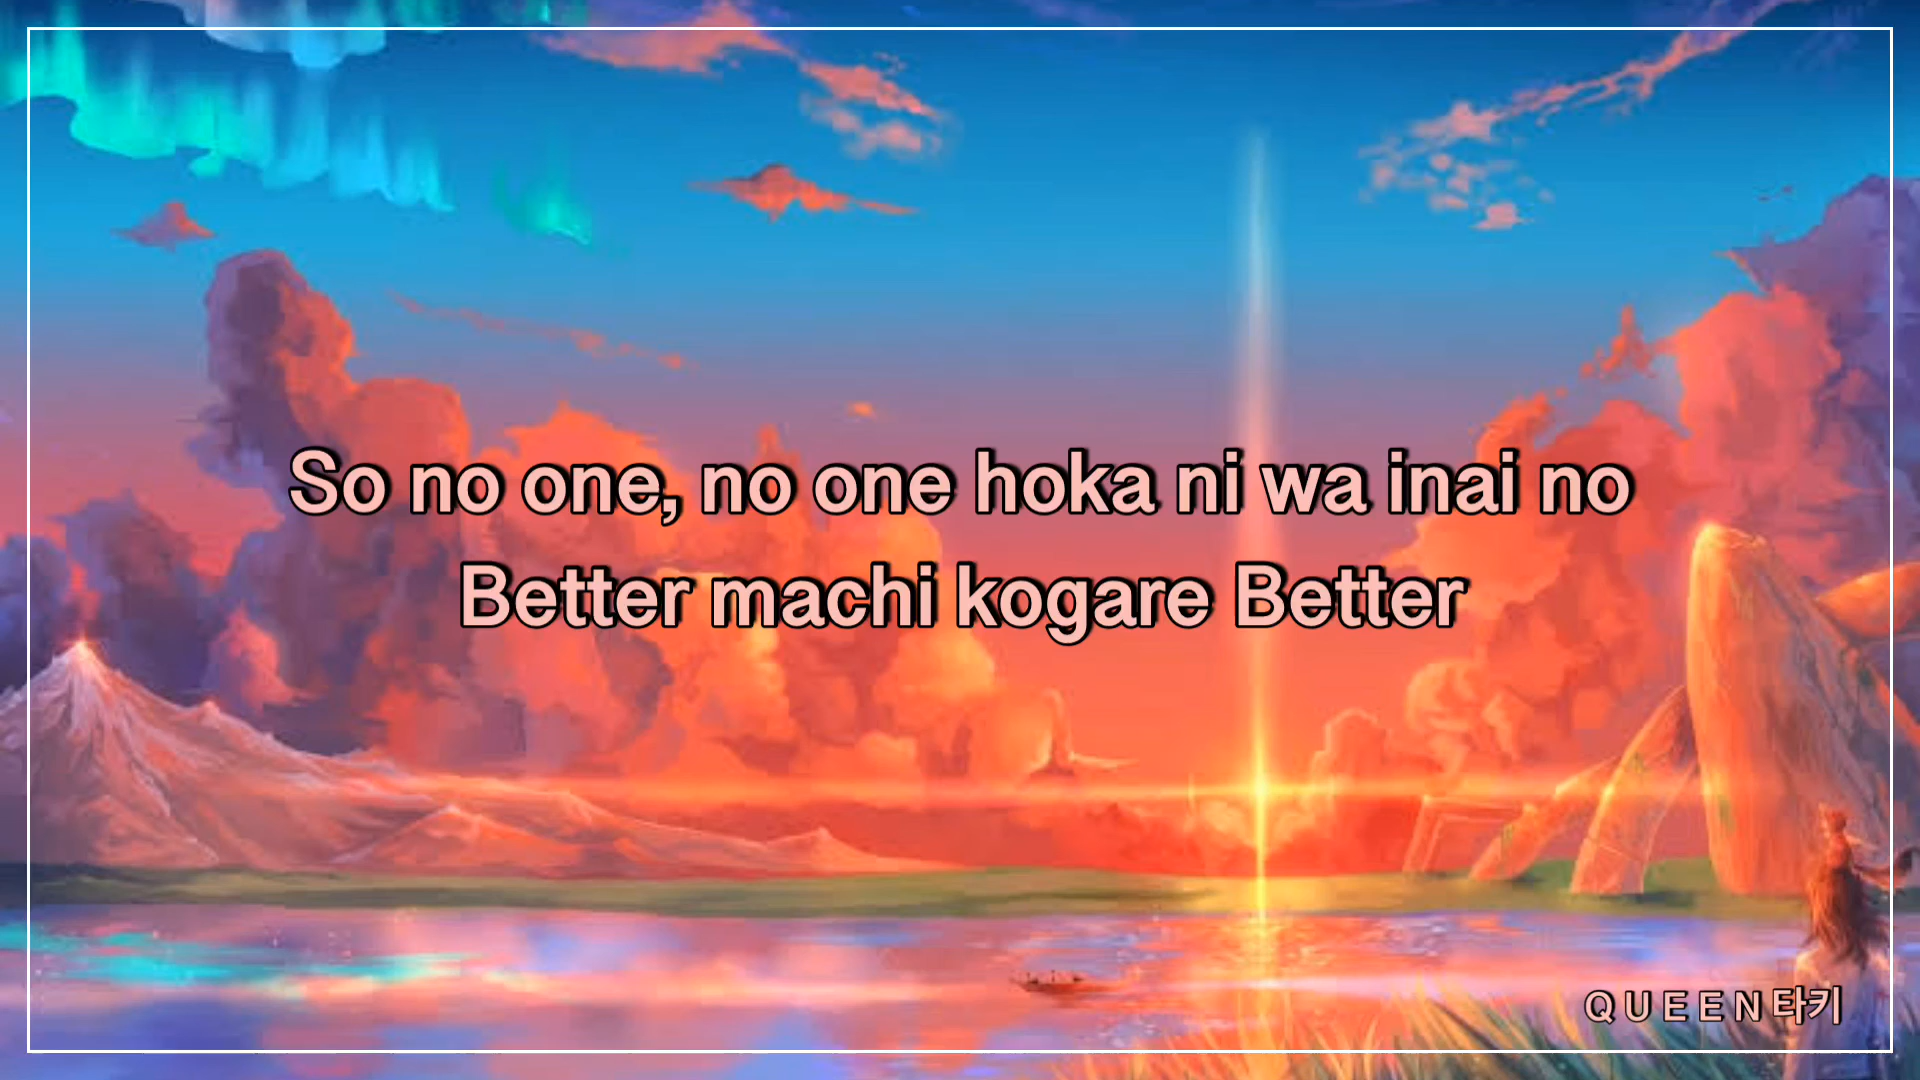 So no one, no one hoka ni wa inai no
Better machi kogare Better
QUEEN타키